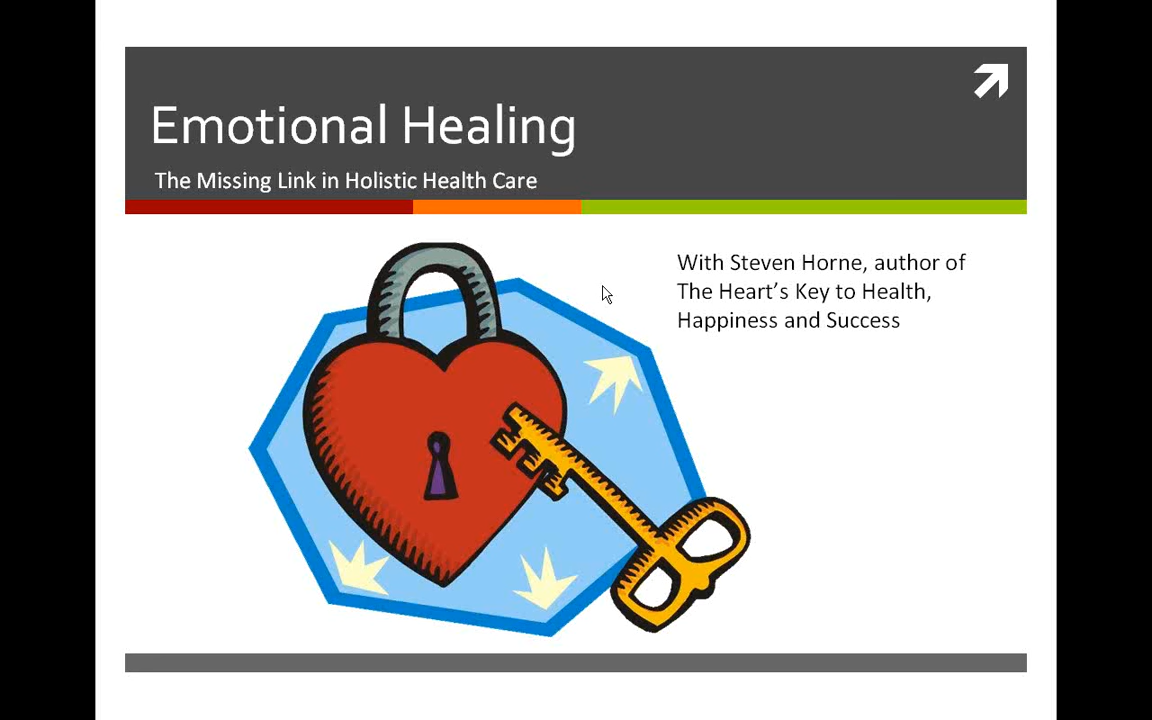 Emotional Healing
The Missing Link in Holistic Health Care
With Steven Horne, author of
The Heart’s Key to Health,
Happiness and Success